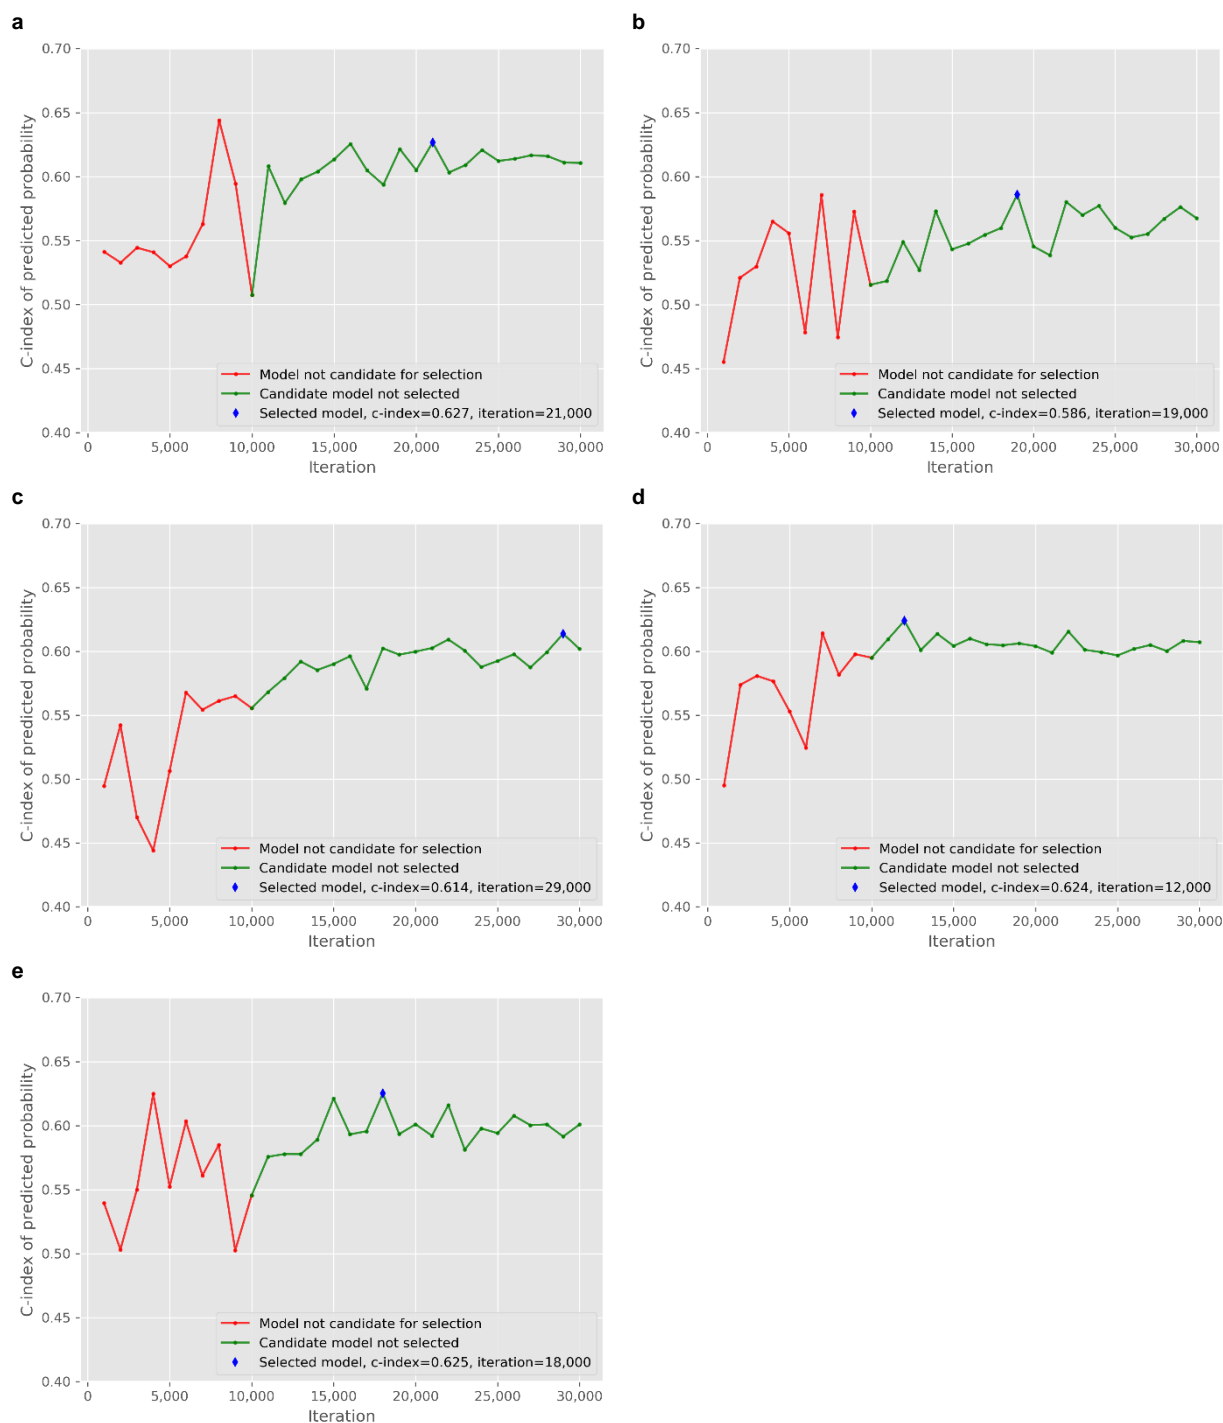 a
0.70
0.65
0.60
0.55
0.50
0.45
0.40
C-index of predicted probability
Model not candidate for selection
Candidate model not selected
Selected model, c-index=0.627, iteration=21,000
0 5,000 10,000 15,000 20,000 25,000 30,000
Iteration
b
0.70
0.65
0.60
0.55
0.50
0.45
0.40
C-index of predicted probability
Model not candidate for selection
Candidate model not selected
Selected model, c-index=0.586, iteration=19,000
0 5,000 10,000 15,000 20,000 25,000 30,000
Iteration
c
0.70
0.65
0.60
0.55
0.50
0.45
0.40
C-index of predicted probability
Model not candidate for selection
Candidate model not selected
Selected model, c-index=0.614, iteration=29,000
0 5,000 10,000 15,000 20,000 25,000 30,000
Iteration
d
0.70
0.65
0.60
0.55
0.50
0.45
0.40
C-index of predicted probability
Model not candidate for selection
Candidate model not selected
Selected model, c-index=0.624, iteration=12,000
0 5,000 10,000 15,000 20,000 25,000 30,000
Iteration
e
0.70
0.65
0.60
0.55
0.50
0.45
0.40
C-index of predicted probability
Model not candidate for selection
Candidate model not selected
Selected model, c-index=0.625, iteration=18,000
0 5,000 10,000 15,000 20,000 25,000 30,000
Iteration